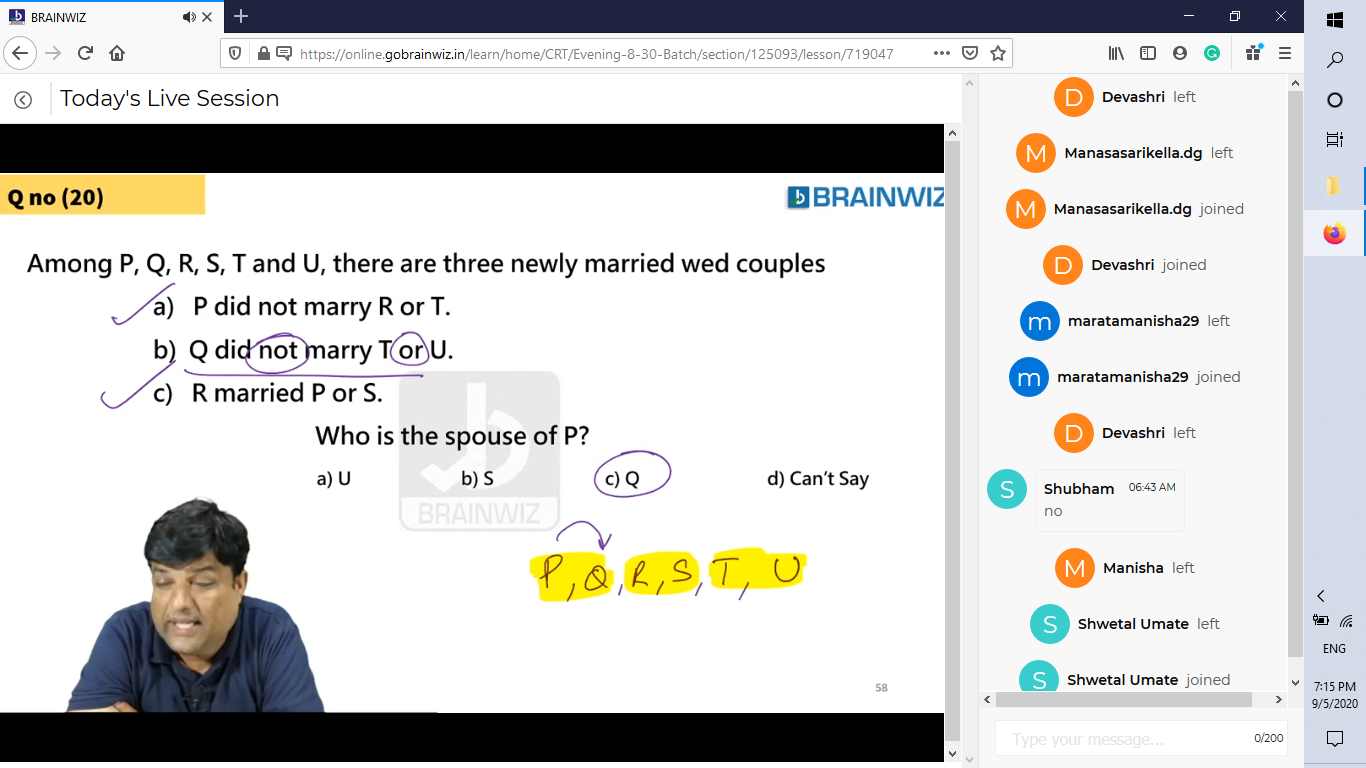 BRAINWIZ
https://online.gobrainwiz.in/learn/home/CRT/Evening-8-30-Batch/section/125093/lesson/719047
Today's Live Session
Q no (20)
BRAINWIZ
Among P, Q, R, S, T and U, there are three newly married wed couples
a) P did not marry R or T.
b) Q did not marry T or U.
c) R married P or S.
Who is the spouse of P?
a) U b) S c) Q d) Can't Say
BRAINWIZ
P, Q, R, S, T, U
58
D Devashri left
M Manasasarikella.dg left
M Manasasarikella.dg joined
D Devashri joined
m maratamanisha29 left
m maratamanisha29 joined
D Devashri left
S Shubham 06:43 AM
no
M Manisha left
S Shwetal Umate left
S Shwetal Umate joined
Type your message... 0/200
ENG
7:15 PM
9/5/2020